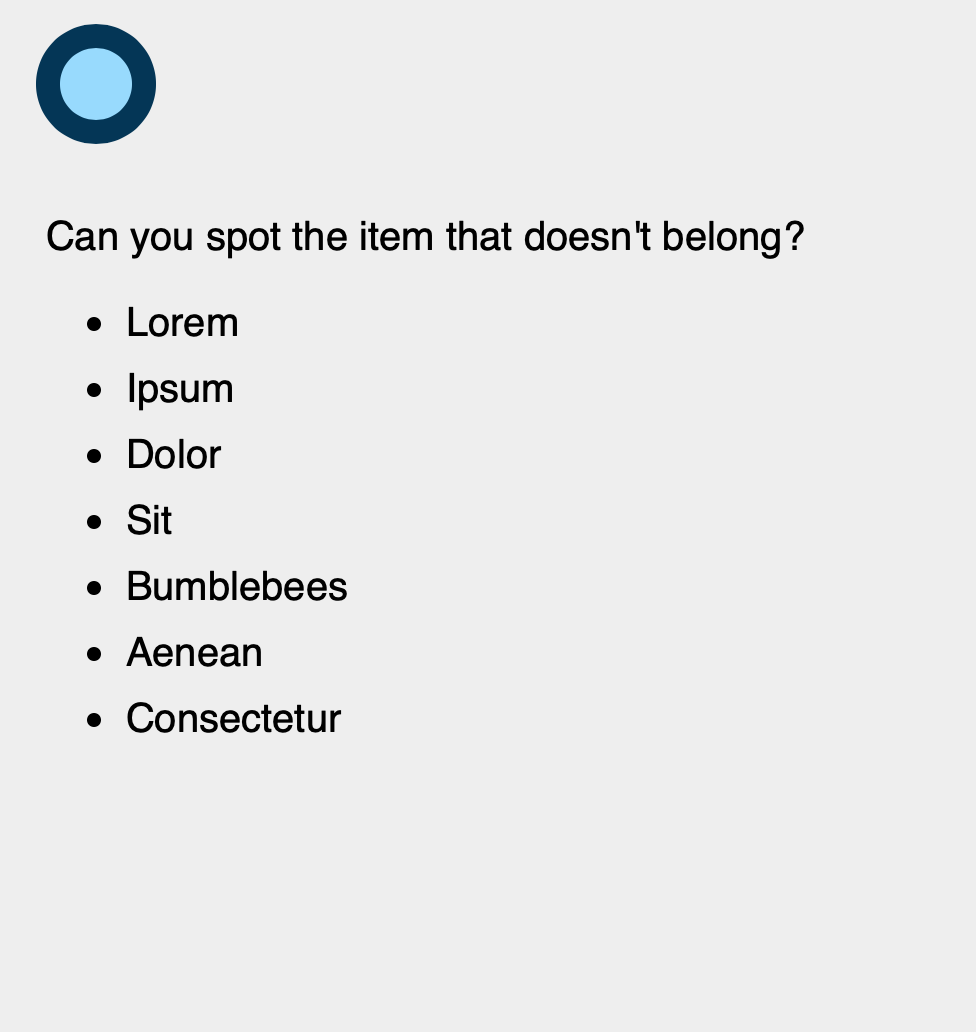 Can you spot the item that doesn't belong?
• Lorem
• Ipsum
• Dolor
• Sit
• Bumblebees
• Aenean
• Consectetur